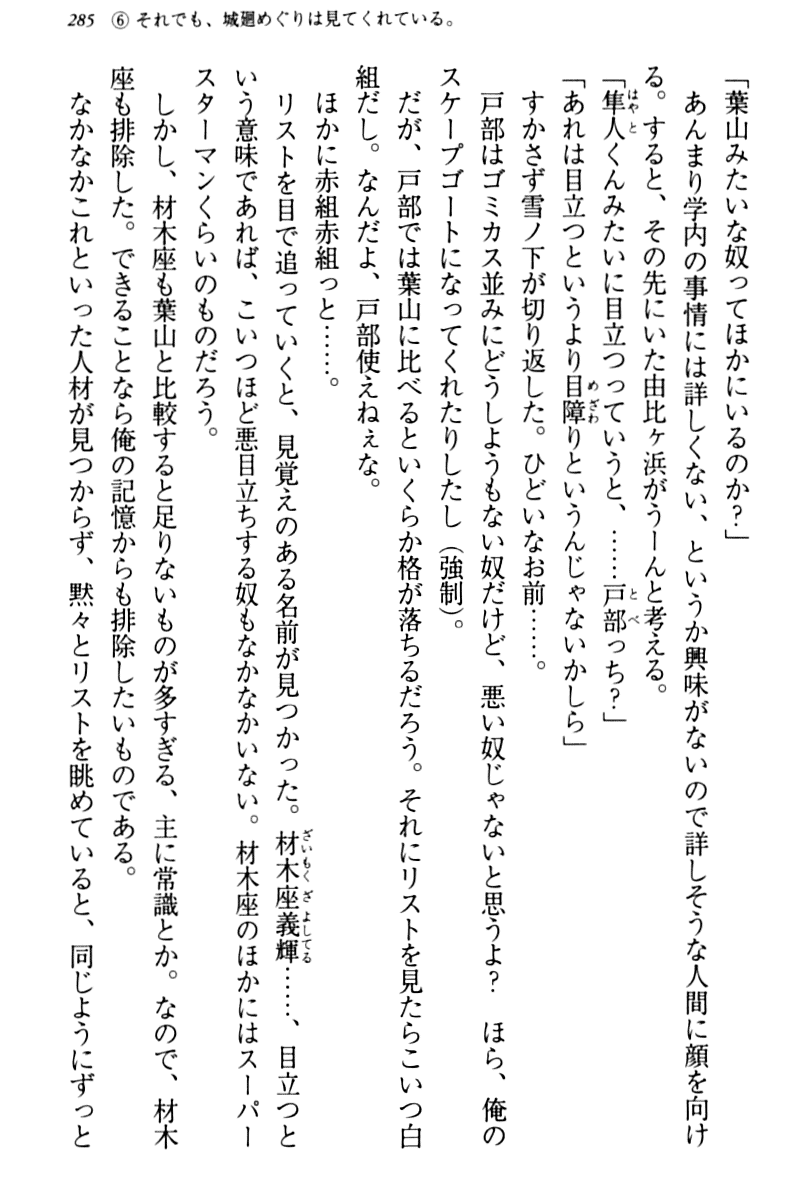 285 ⑥ それでも、城廻めぐりは見てくれている。
「葉山みたいな奴ってほかにいるのか？」
あんまり学内の事情には詳しくない、というか興味がないので詳しそうな人間に顔を向け
る。すると、その先にいた由比ヶ浜がうーんと考える。
「隼人くんみたいに目立つっていうと、……戸部っち？」
「あれは目立つというより目障りというんじゃないかしら」
すかさず雪ノ下が切り返した。ひどいなお前……。
戸部はゴミカス並みにどうしようもない奴だけど、悪い奴じゃないと思うよ？　ほら、俺の
スケープゴートになってくれたりしたし（強制）。
だが、戸部では葉山に比べるといくらか格が落ちるだろう。それにリストを見たらこいつ白
組だし。なんだよ、戸部使えねぇな。
ほかに赤組赤組っと……。
リストを目で追っていくと、見覚えのある名前が見つかった。材木座義輝……、目立つと
いう意味であれば、こいつほど悪目立ちする奴もなかなかいない。材木座のほかにはスーパー
スターマンくらいのものだろう。
しかし、材木座も葉山と比較すると足りないものが多すぎる、主に常識とか。なので、材木
座も排除した。できることなら俺の記憶からも排除したいものである。
なかなかこれといった人材が見つからず、黙々とリストを眺めていると、同じようにずっと